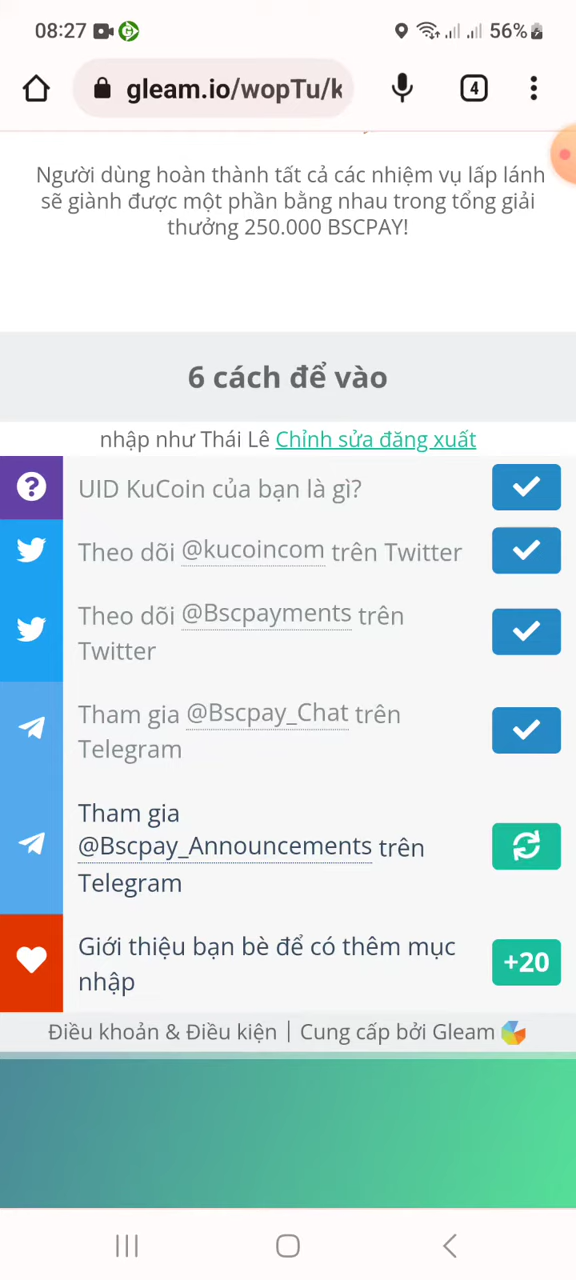 08:27
56%
gleam.io/wopTu/k
4
Người dùng hoàn thành tất cả các nhiệm vụ lấp lánh
sẽ giành được một phần bằng nhau trong tổng giải
thưởng 250.000 BSCPAY!
6 cách để vào
nhập như Thái Lê Chỉnh sửa đăng xuất
UID KuCoin của bạn là gì?
Theo dõi @kucoincom trên Twitter
Theo dõi @Bscpayments trên
Twitter
Tham gia @Bscpay_Chat trên
Telegram
Tham gia
@Bscpay_Announcements trên
Telegram
Giới thiệu bạn bè để có thêm mục
nhập
+20
Điều khoản & Điều kiện | Cung cấp bởi Gleam